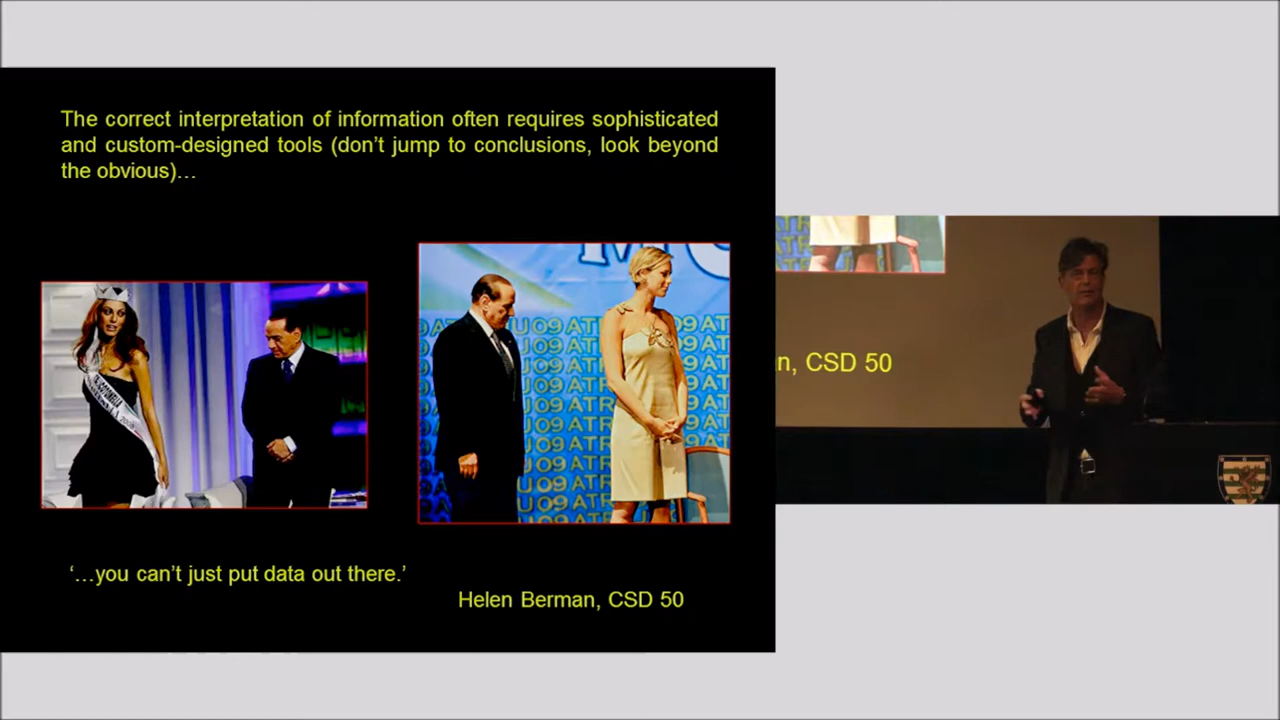 The correct interpretation of information often requires sophisticated
and custom-designed tools (don't jump to conclusions, look beyond
the obvious)…
'…you can't just put data out there.'
Helen Berman, CSD 50
n, CSD 50